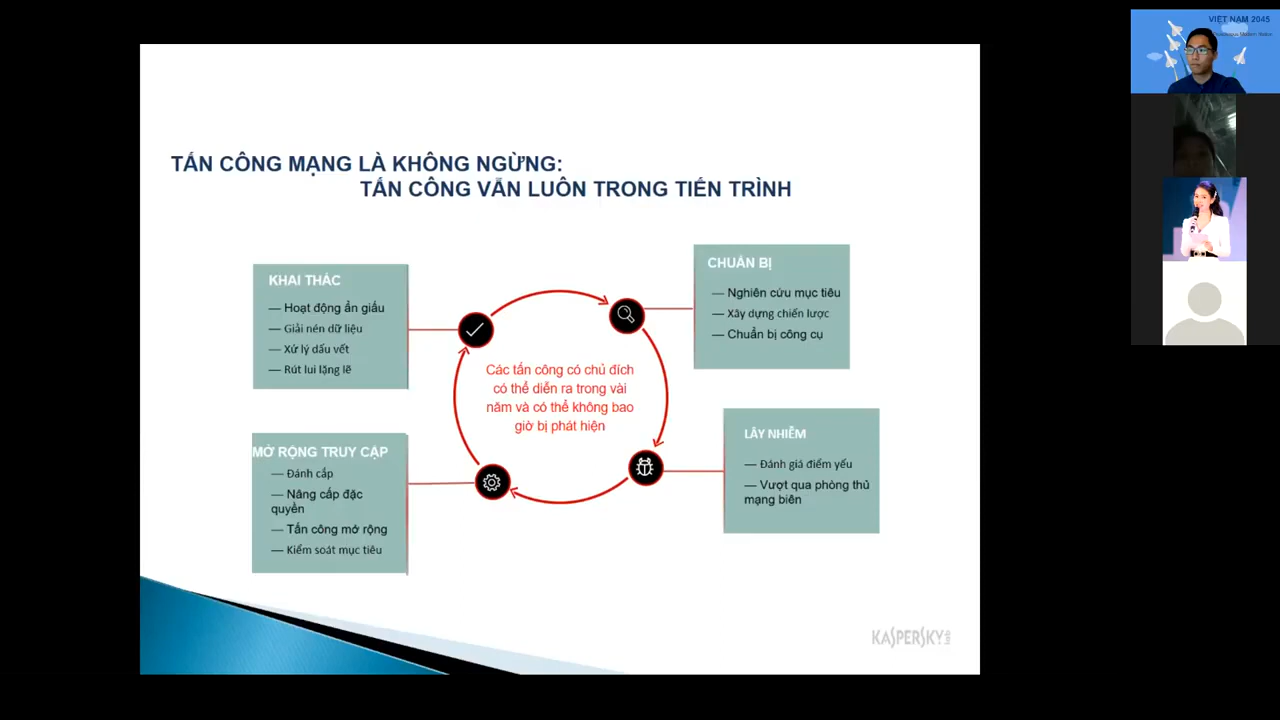 TẤN CÔNG MẠNG LÀ KHÔNG NGỪNG:
TẤN CÔNG VẪN LUÔN TRONG TIẾN TRÌNH
KHAI THÁC
— Hoạt động ẩn giấu
— Giải nén dữ liệu
— Xử lý dấu vết
— Rút lui lặng lẽ
CHUẨN BỊ
— Nghiên cứu mục tiêu
— Xây dựng chiến lược
— Chuẩn bị công cụ
Các tấn công có chủ đích
có thể diễn ra trong vài
năm và có thể không bao
giờ bị phát hiện
MỞ RỘNG TRUY CẬP
— Đánh cắp
— Nâng cấp đặc
quyền
— Tấn công mở rộng
— Kiểm soát mục tiêu
LÂY NHIỄM
— Đánh giá điểm yếu
— Vượt qua phòng thủ
mạng biên
KASPERSKY lab
VIỆT NAM 2045